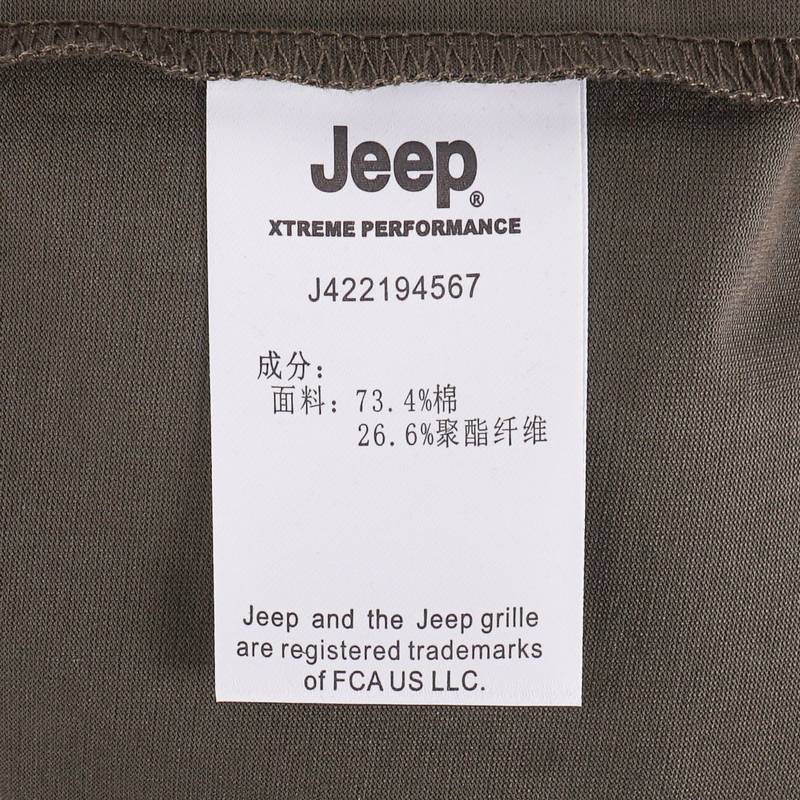 Jeep®
XTREME PERFORMANCE
J422194567
成分：
面料：73.4%棉
26.6%聚酯纤维
Jeep and the Jeep grille
are registered trademarks
of FCA US LLC.